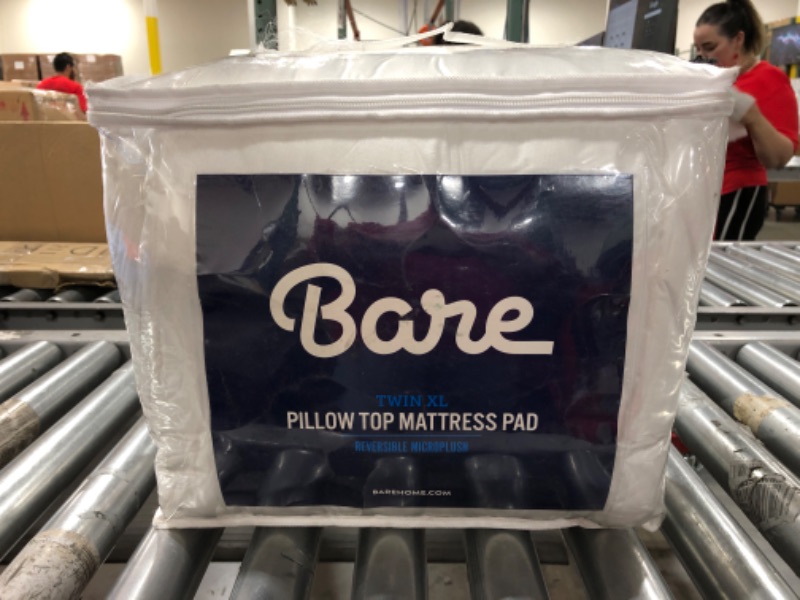 Bare
TWIN XL
PILLOW TOP MATTRESS PAD
REVERSIBLE MICROPLUSH
BAREHOME.COM